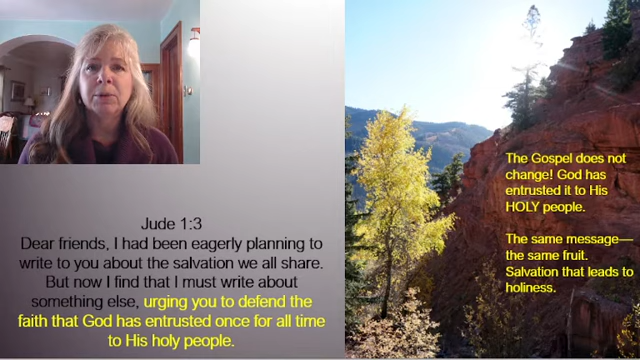 Jude 1:3
Dear friends, I had been eagerly planning to
write to you about the salvation we all share.
But now I find that I must write about
something else, urging you to defend the
faith that God has entrusted once for all time
to His holy people.
The Gospel does not
change! God has
entrusted it to His
HOLY people.
The same message—
the same fruit.
Salvation that leads to
holiness.